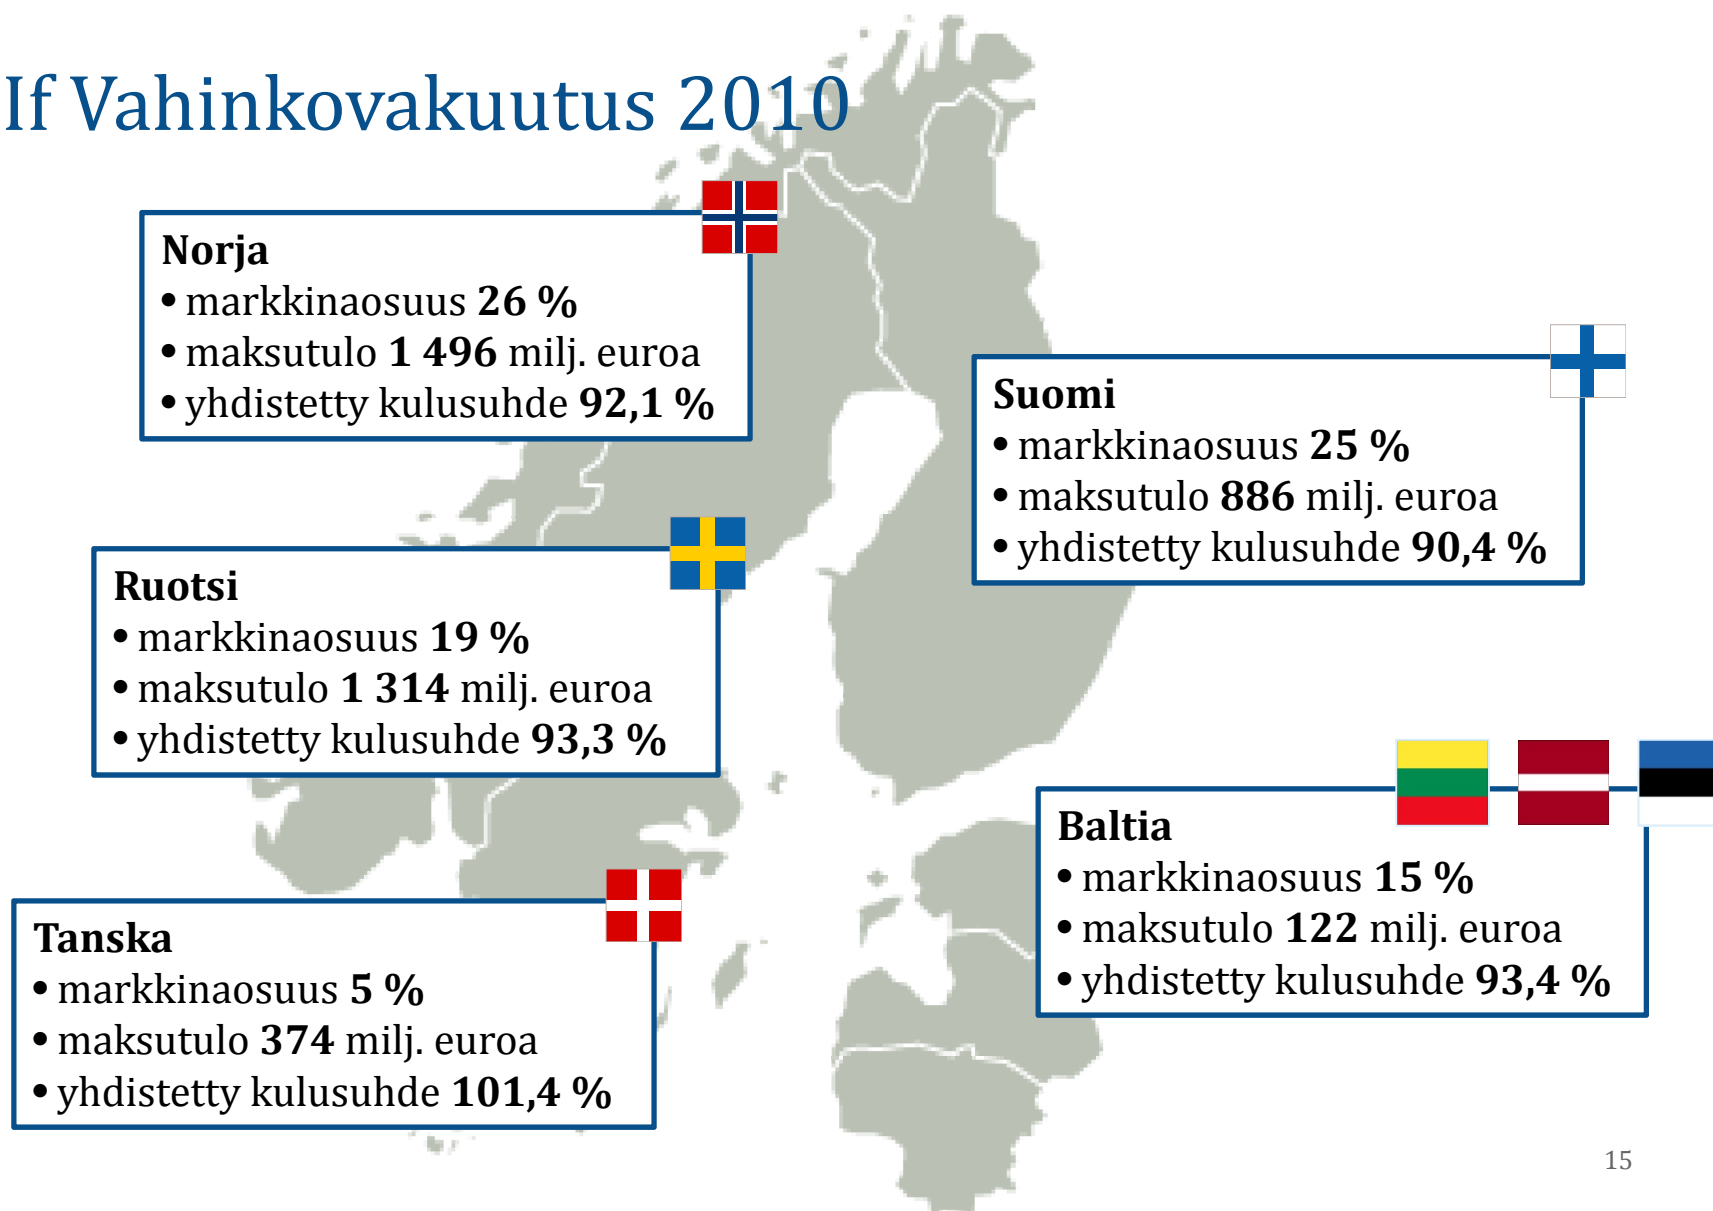 If Vahinkovakuutus 2010
Norja
• markkinaosuus 26 %
• maksutulo 1 496 milj. euroa
• yhdistetty kulusuhde 92,1 %
Suomi
• markkinaosuus 25 %
• maksutulo 886 milj. euroa
• yhdistetty kulusuhde 90,4 %
Ruotsi
• markkinaosuus 19 %
• maksutulo 1 314 milj. euroa
• yhdistetty kulusuhde 93,3 %
Baltia
• markkinaosuus 15 %
• maksutulo 122 milj. euroa
• yhdistetty kulusuhde 93,4 %
Tanska
• markkinaosuus 5 %
• maksutulo 374 milj. euroa
• yhdistetty kulusuhde 101,4 %
15